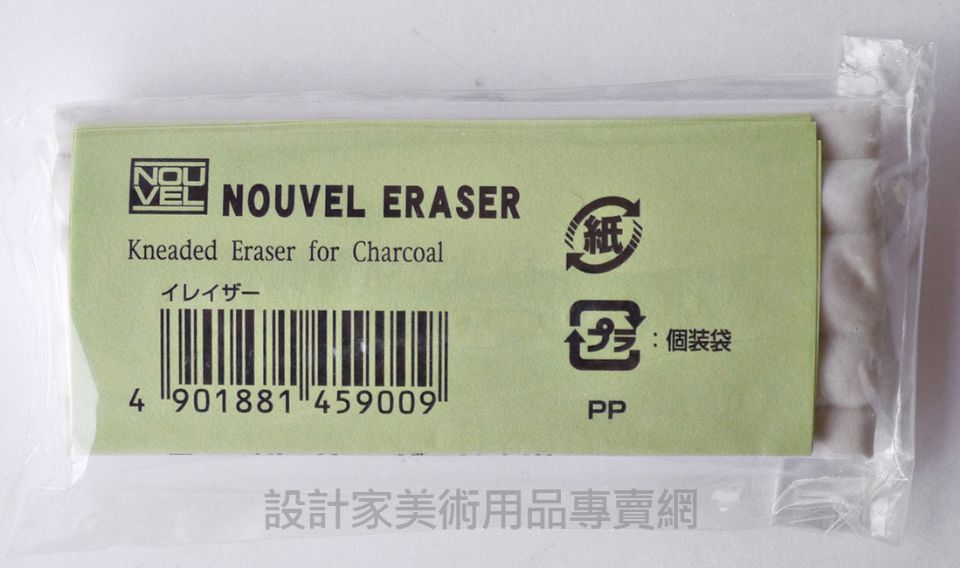 NOU
VEL
NOUVEL ERASER
Kneaded Eraser for Charcoal
イレイザー
4 901881 459009
紙
プラ：個装袋
PP
設計家美術用品專賣網